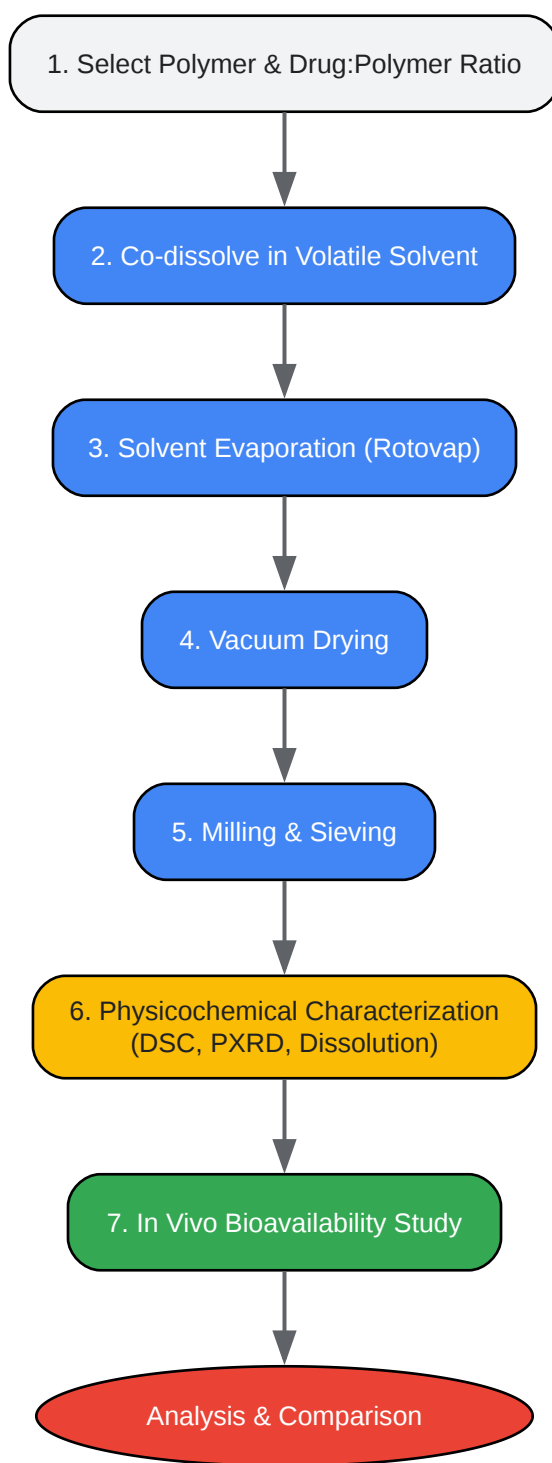 1. Select Polymer & Drug:Polymer Ratio
2. Co-dissolve in Volatile Solvent
3. Solvent Evaporation (Rotovap)
4. Vacuum Drying
5. Milling & Sieving
6. Physicochemical Characterization
(DSC, PXRD, Dissolution)
7. In Vivo Bioavailability Study
Analysis & Comparison